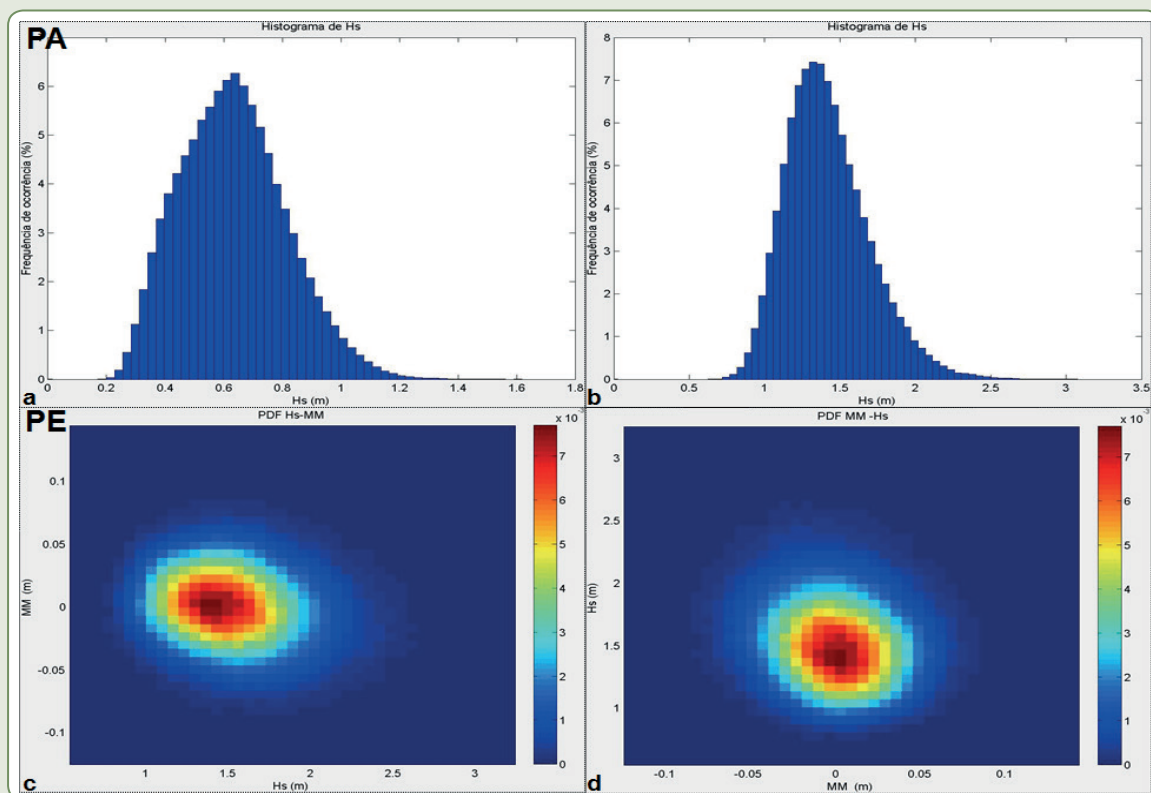 PA
Histograma de Hs
Frequência de ocorrência (%)
6
5
4
3
2
1
0
0 0.2 0.4 0.6 0.8 1 1.2 1.4 1.6 1.8
Hs (m)
a
Histograma de Hs
Frequência de ocorrência (%)
8
7
6
5
4
3
2
1
0
0 0.5 1 1.5 2 2.5 3 3.5
Hs (m)
b
PE
PDF Hs-MM
x 10⁻³
MM (m)
0.1
0.05
0
-0.05
-0.1
1 1.5 2 2.5 3
Hs (m)
7
6
5
4
3
2
1
0
c
PDF MM -Hs
x 10⁻³
Hs (m)
3
2.5
2
1.5
1
-0.1 -0.05 0 0.05 0.1
MM (m)
7
6
5
4
3
2
1
0
d